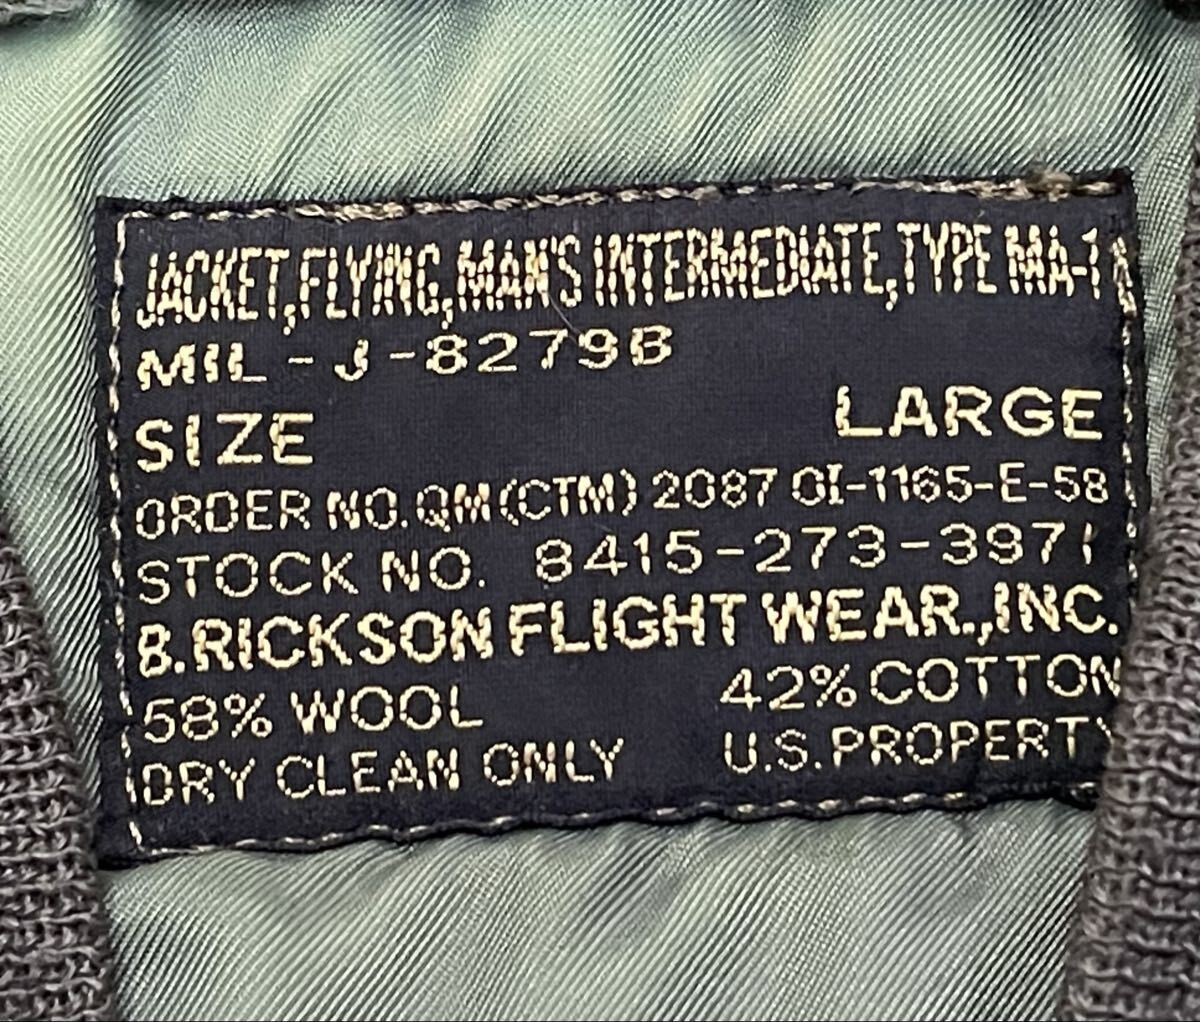 JACKET,FLYING,MAN'S INTERMEDIATE,TYPE MA-1
MIL-J-8279B
SIZE LARGE
ORDER NO.QM(CTM) 2087 OI-1165-E-58
STOCK NO. 8415-273-3971
B.RICKSON FLIGHT WEAR.,INC.
58% WOOL 42% COTTON
DRY CLEAN ONLY U.S.PROPERTY